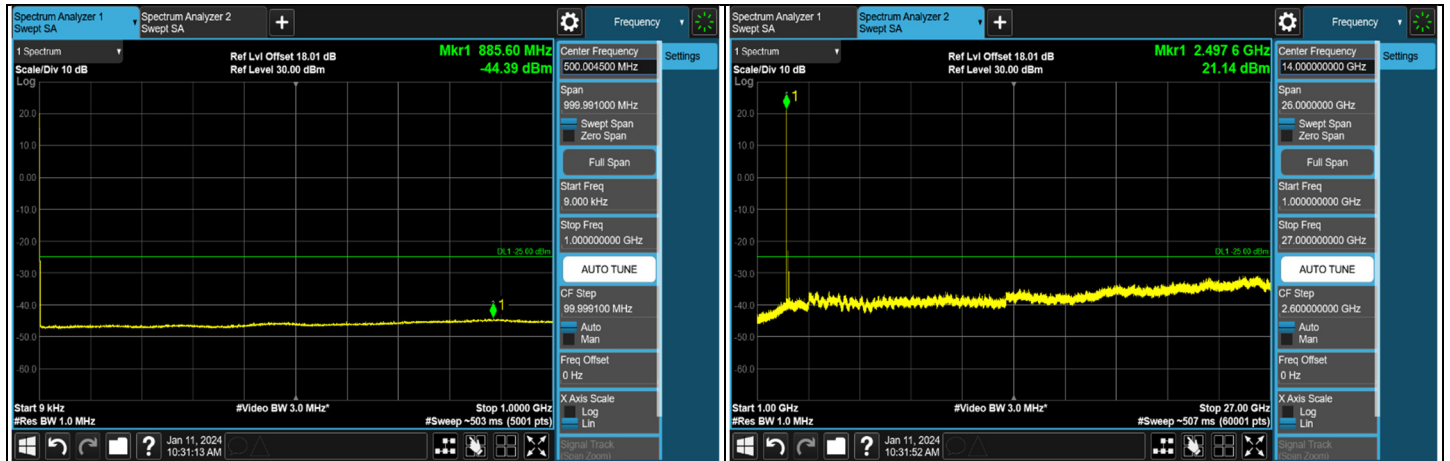 Spectrum Analyzer 1
Swept SA
Spectrum Analyzer 2
Swept SA
+
Frequency
1 Spectrum
Scale/Div 10 dB
Log
Ref Lvl Offset 18.01 dB
Ref Level 30.00 dBm
Mkr1 885.60 MHz
-44.39 dBm
20.0
10.0
0.00
-10.0
-20.0
-30.0
-40.0
-50.0
-60.0
DL1 -25.00 dBm
1
Start 9 kHz
#Res BW 1.0 MHz
#Video BW 3.0 MHz*
Stop 1.0000 GHz
#Sweep ~503 ms (5001 pts)
Center Frequency
500.004500 MHz
Settings
Span
999.991000 MHz
Swept Span
Zero Span
Full Span
Start Freq
9.000 kHz
Stop Freq
1.000000000 GHz
AUTO TUNE
CF Step
99.999100 MHz
Auto
Man
Freq Offset
0 Hz
X Axis Scale
Log
Lin
Signal Track
(Span Zoom)
?
Jan 11, 2024
10:31:13 AM
Spectrum Analyzer 1
Swept SA
Spectrum Analyzer 2
Swept SA
+
Frequency
1 Spectrum
Scale/Div 10 dB
Log
Ref Lvl Offset 18.01 dB
Ref Level 30.00 dBm
Mkr1 2.497 6 GHz
21.14 dBm
20.0
10.0
0.00
-10.0
-20.0
-30.0
-40.0
-50.0
-60.0
DL1 -25.00 dBm
1
Start 1.00 GHz
#Res BW 1.0 MHz
#Video BW 3.0 MHz*
Stop 27.00 GHz
#Sweep ~507 ms (60001 pts)
Center Frequency
14.000000000 GHz
Settings
Span
26.0000000 GHz
Swept Span
Zero Span
Full Span
Start Freq
1.000000000 GHz
Stop Freq
27.000000000 GHz
AUTO TUNE
CF Step
2.600000000 GHz
Auto
Man
Freq Offset
0 Hz
X Axis Scale
Log
Lin
Signal Track
(Span Zoom)
?
Jan 11, 2024
10:31:52 AM